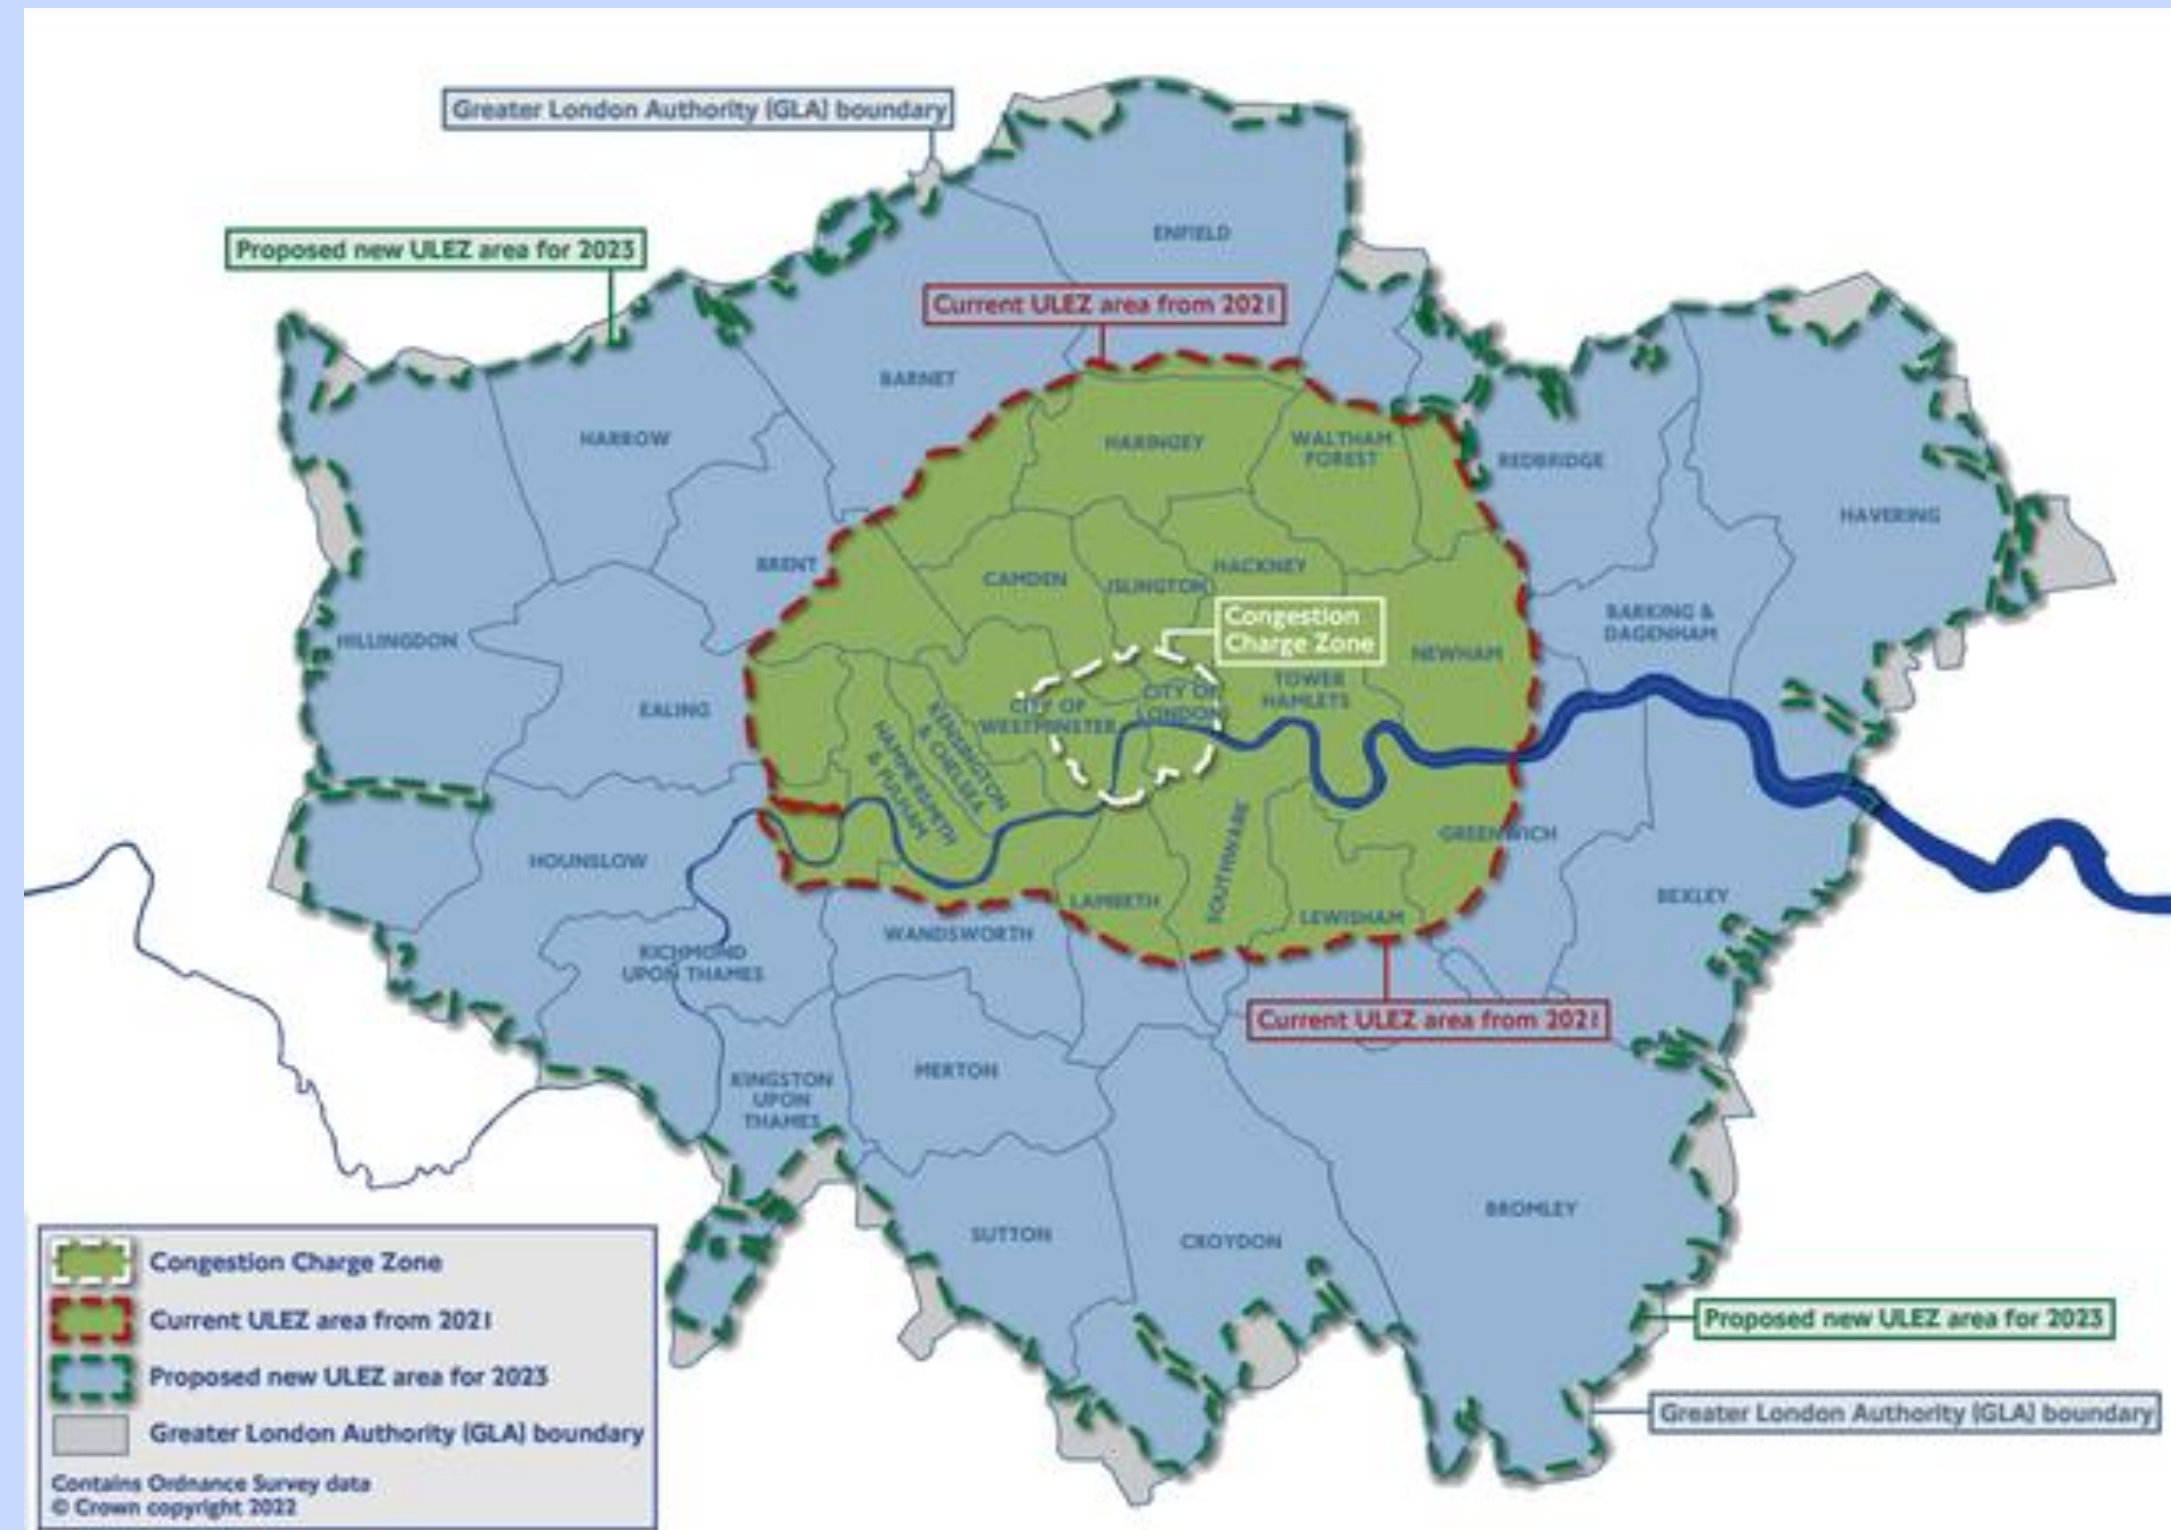 Greater London Authority (GLA) boundary
Proposed new ULEZ area for 2023
ENFIELD
Current ULEZ area from 2021
BARNET
HARROW
HARINGEY
WALTHAM
FOREST
REDBRIDGE
HAVERING
BRENT
CAMDEN
ISLINGTON
HACKNEY
Congestion
Charge Zone
BARKING &
DAGENHAM
HILLINGDON
NEWHAM
EALING
TOWER
HAMLETS
CITY OF
LONDON
CITY OF
WESTMINSTER
KENSINGTON
& CHELSEA
HAMMERSMITH
& FULHAM
GREENWICH
HOUNSLOW
SOUTHWARK
BEXLEY
LAMBETH
LEWISHAM
WANDSWORTH
RICHMOND
UPON THAMES
Current ULEZ area from 2021
MERTON
KINGSTON
UPON
THAMES
BROMLEY
SUTTON
CROYDON
Proposed new ULEZ area for 2023
Greater London Authority (GLA) boundary
Congestion Charge Zone
Current ULEZ area from 2021
Proposed new ULEZ area for 2023
Greater London Authority (GLA) boundary
Contains Ordnance Survey data
© Crown copyright 2022